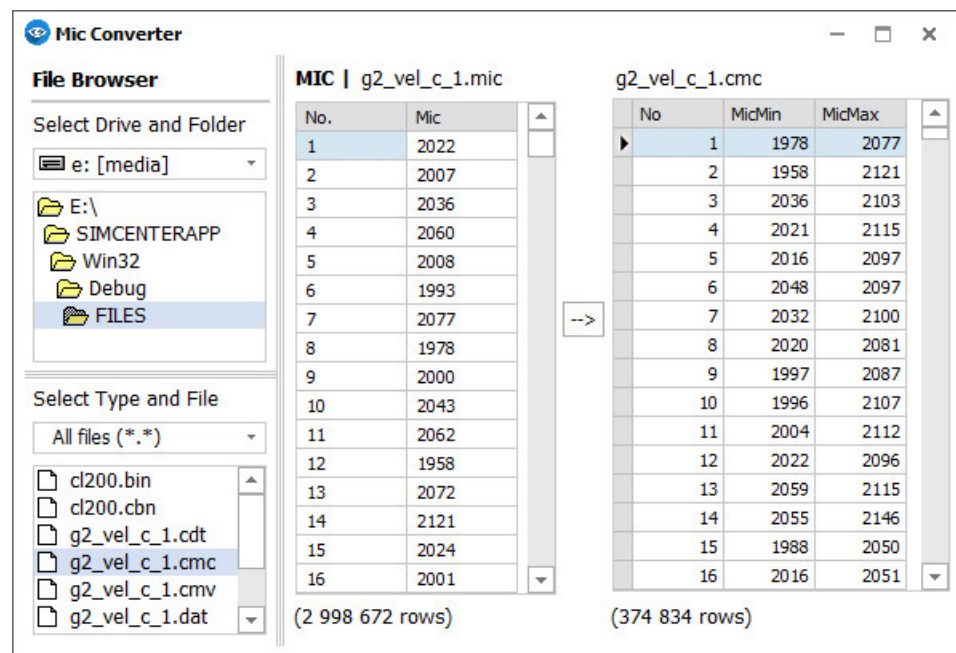 Mic Converter
File Browser
Select Drive and Folder
e: [media]
E:\
SIMCENTERAPP
Win32
Debug
FILES
Select Type and File
All files (*.*)
cl200.bin
cl200.cbn
g2_vel_c_1.cdt
g2_vel_c_1.cmc
g2_vel_c_1.cmv
g2_vel_c_1.dat
MIC | g2_vel_c_1.mic
No. Mic
1 2022
2 2007
3 2036
4 2060
5 2008
6 1993
7 2077
8 1978
9 2000
10 2043
11 2062
12 1958
13 2072
14 2121
15 2024
16 2001
(2 998 672 rows)
-->
g2_vel_c_1.cmc
No MicMin MicMax
1 1978 2077
2 1958 2121
3 2036 2103
4 2021 2115
5 2016 2097
6 2048 2097
7 2032 2100
8 2020 2081
9 1997 2087
10 1996 2107
11 2004 2112
12 2022 2096
13 2059 2115
14 2055 2146
15 1988 2050
16 2016 2051
(374 834 rows)